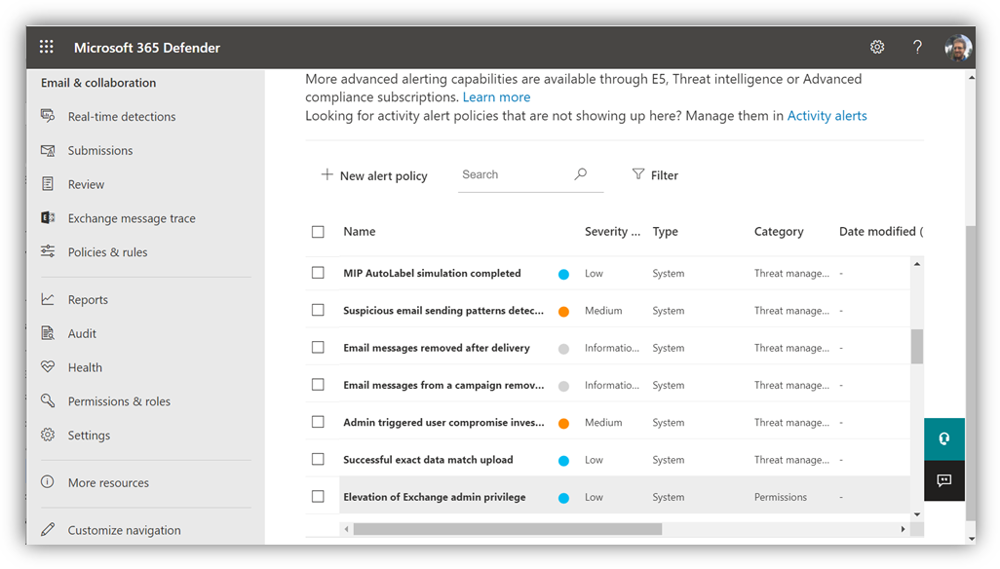 Microsoft 365 Defender
?
Email & collaboration
Real-time detections
Submissions
Review
Exchange message trace
Policies & rules
Reports
Audit
Health
Permissions & roles
Settings
More resources
Customize navigation
More advanced alerting capabilities are available through E5, Threat intelligence or Advanced
compliance subscriptions. Learn more
Looking for activity alert policies that are not showing up here? Manage them in Activity alerts
New alert policy Search Filter
Name Severity ... Type Category Date modified (
MIP AutoLabel simulation completed Low System Threat manage... -
Suspicious email sending patterns detec... Medium System Threat manage... -
Email messages removed after delivery Informatio... System Threat manage... -
Email messages from a campaign remov... Informatio... System Threat manage... -
Admin triggered user compromise inves... Medium System Threat manage... -
Successful exact data match upload Low System Threat manage... -
Elevation of Exchange admin privilege Low System Permissions -